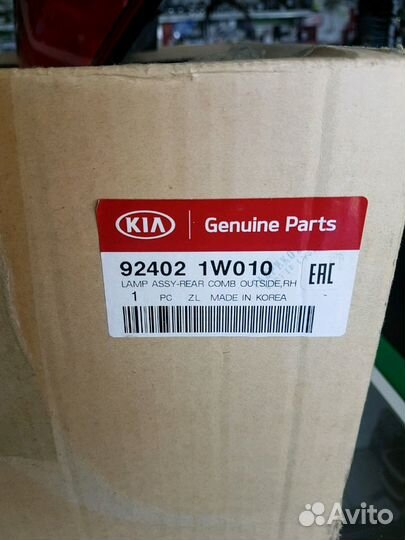 KIA Genuine Parts
92402 1W010
LAMP ASSY-REAR COMB OUTSIDE,RH
1 PC ZL MADE IN KOREA
EAC
Avito